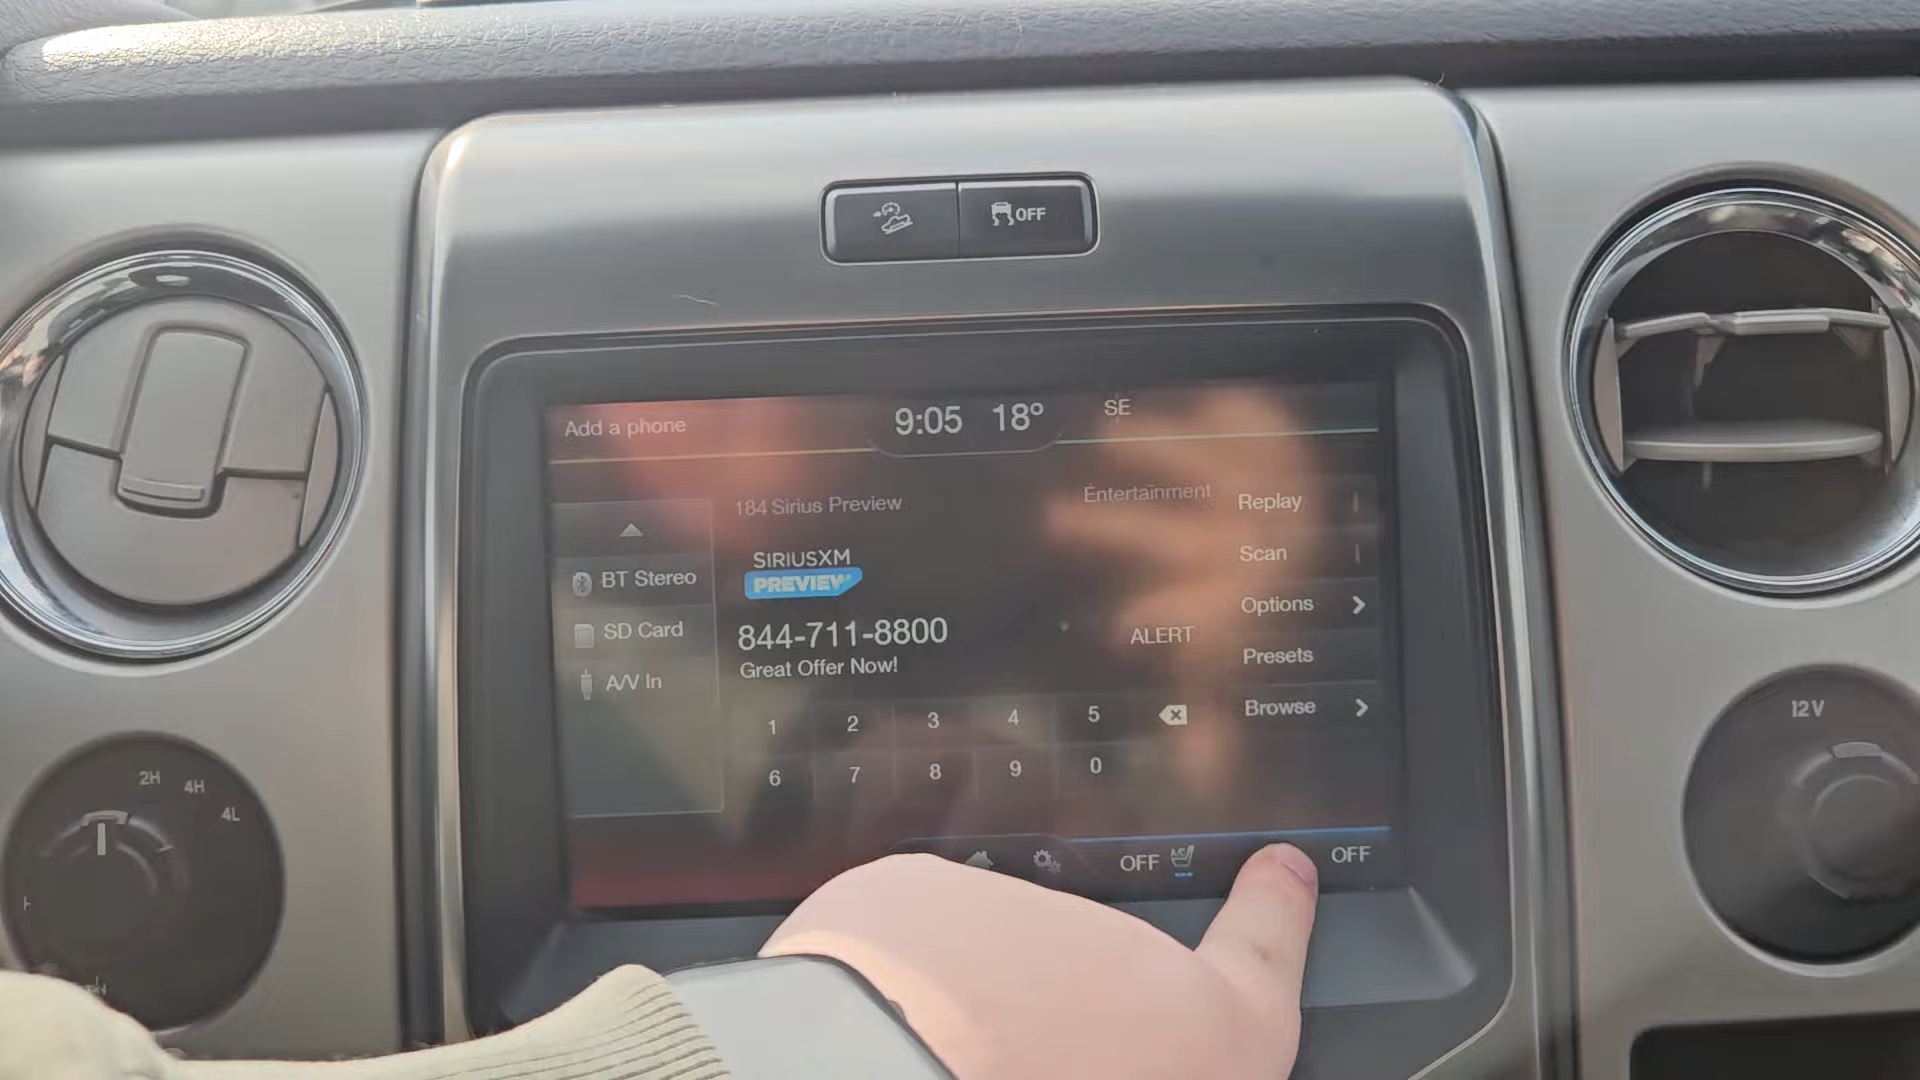 OFF
Add a phone
9:05 18°
SE
184 Sirius Preview
Entertainment
Replay
SIRIUSXM
PREVIEW
Scan
BT Stereo
SD Card
A/V In
844-711-8800
Great Offer Now!
ALERT
Options
Presets
Browse
1 2 3 4 5
6 7 8 9 0
OFF
A/C
OFF
2H
4H
4L
12V